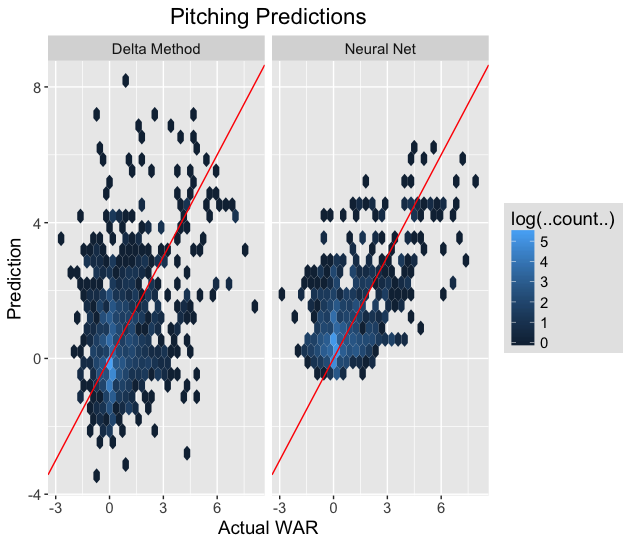 Pitching Predictions
Delta Method
Neural Net
Prediction
8
4
0
-4
-3 0 3 6
-3 0 3 6
Actual WAR
log(..count..)
5
4
3
2
1
0